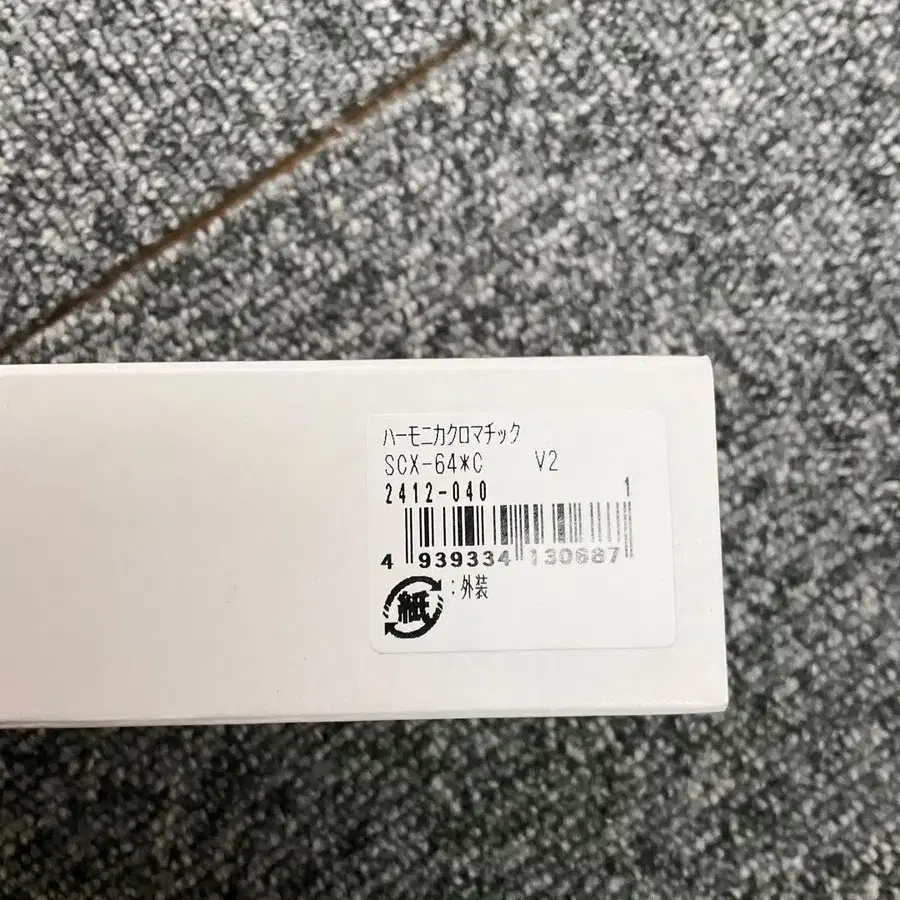 ハーモニカクロマチック
SCX-64*C V2
2412-040 1
4 939334 130687
紙 :外装